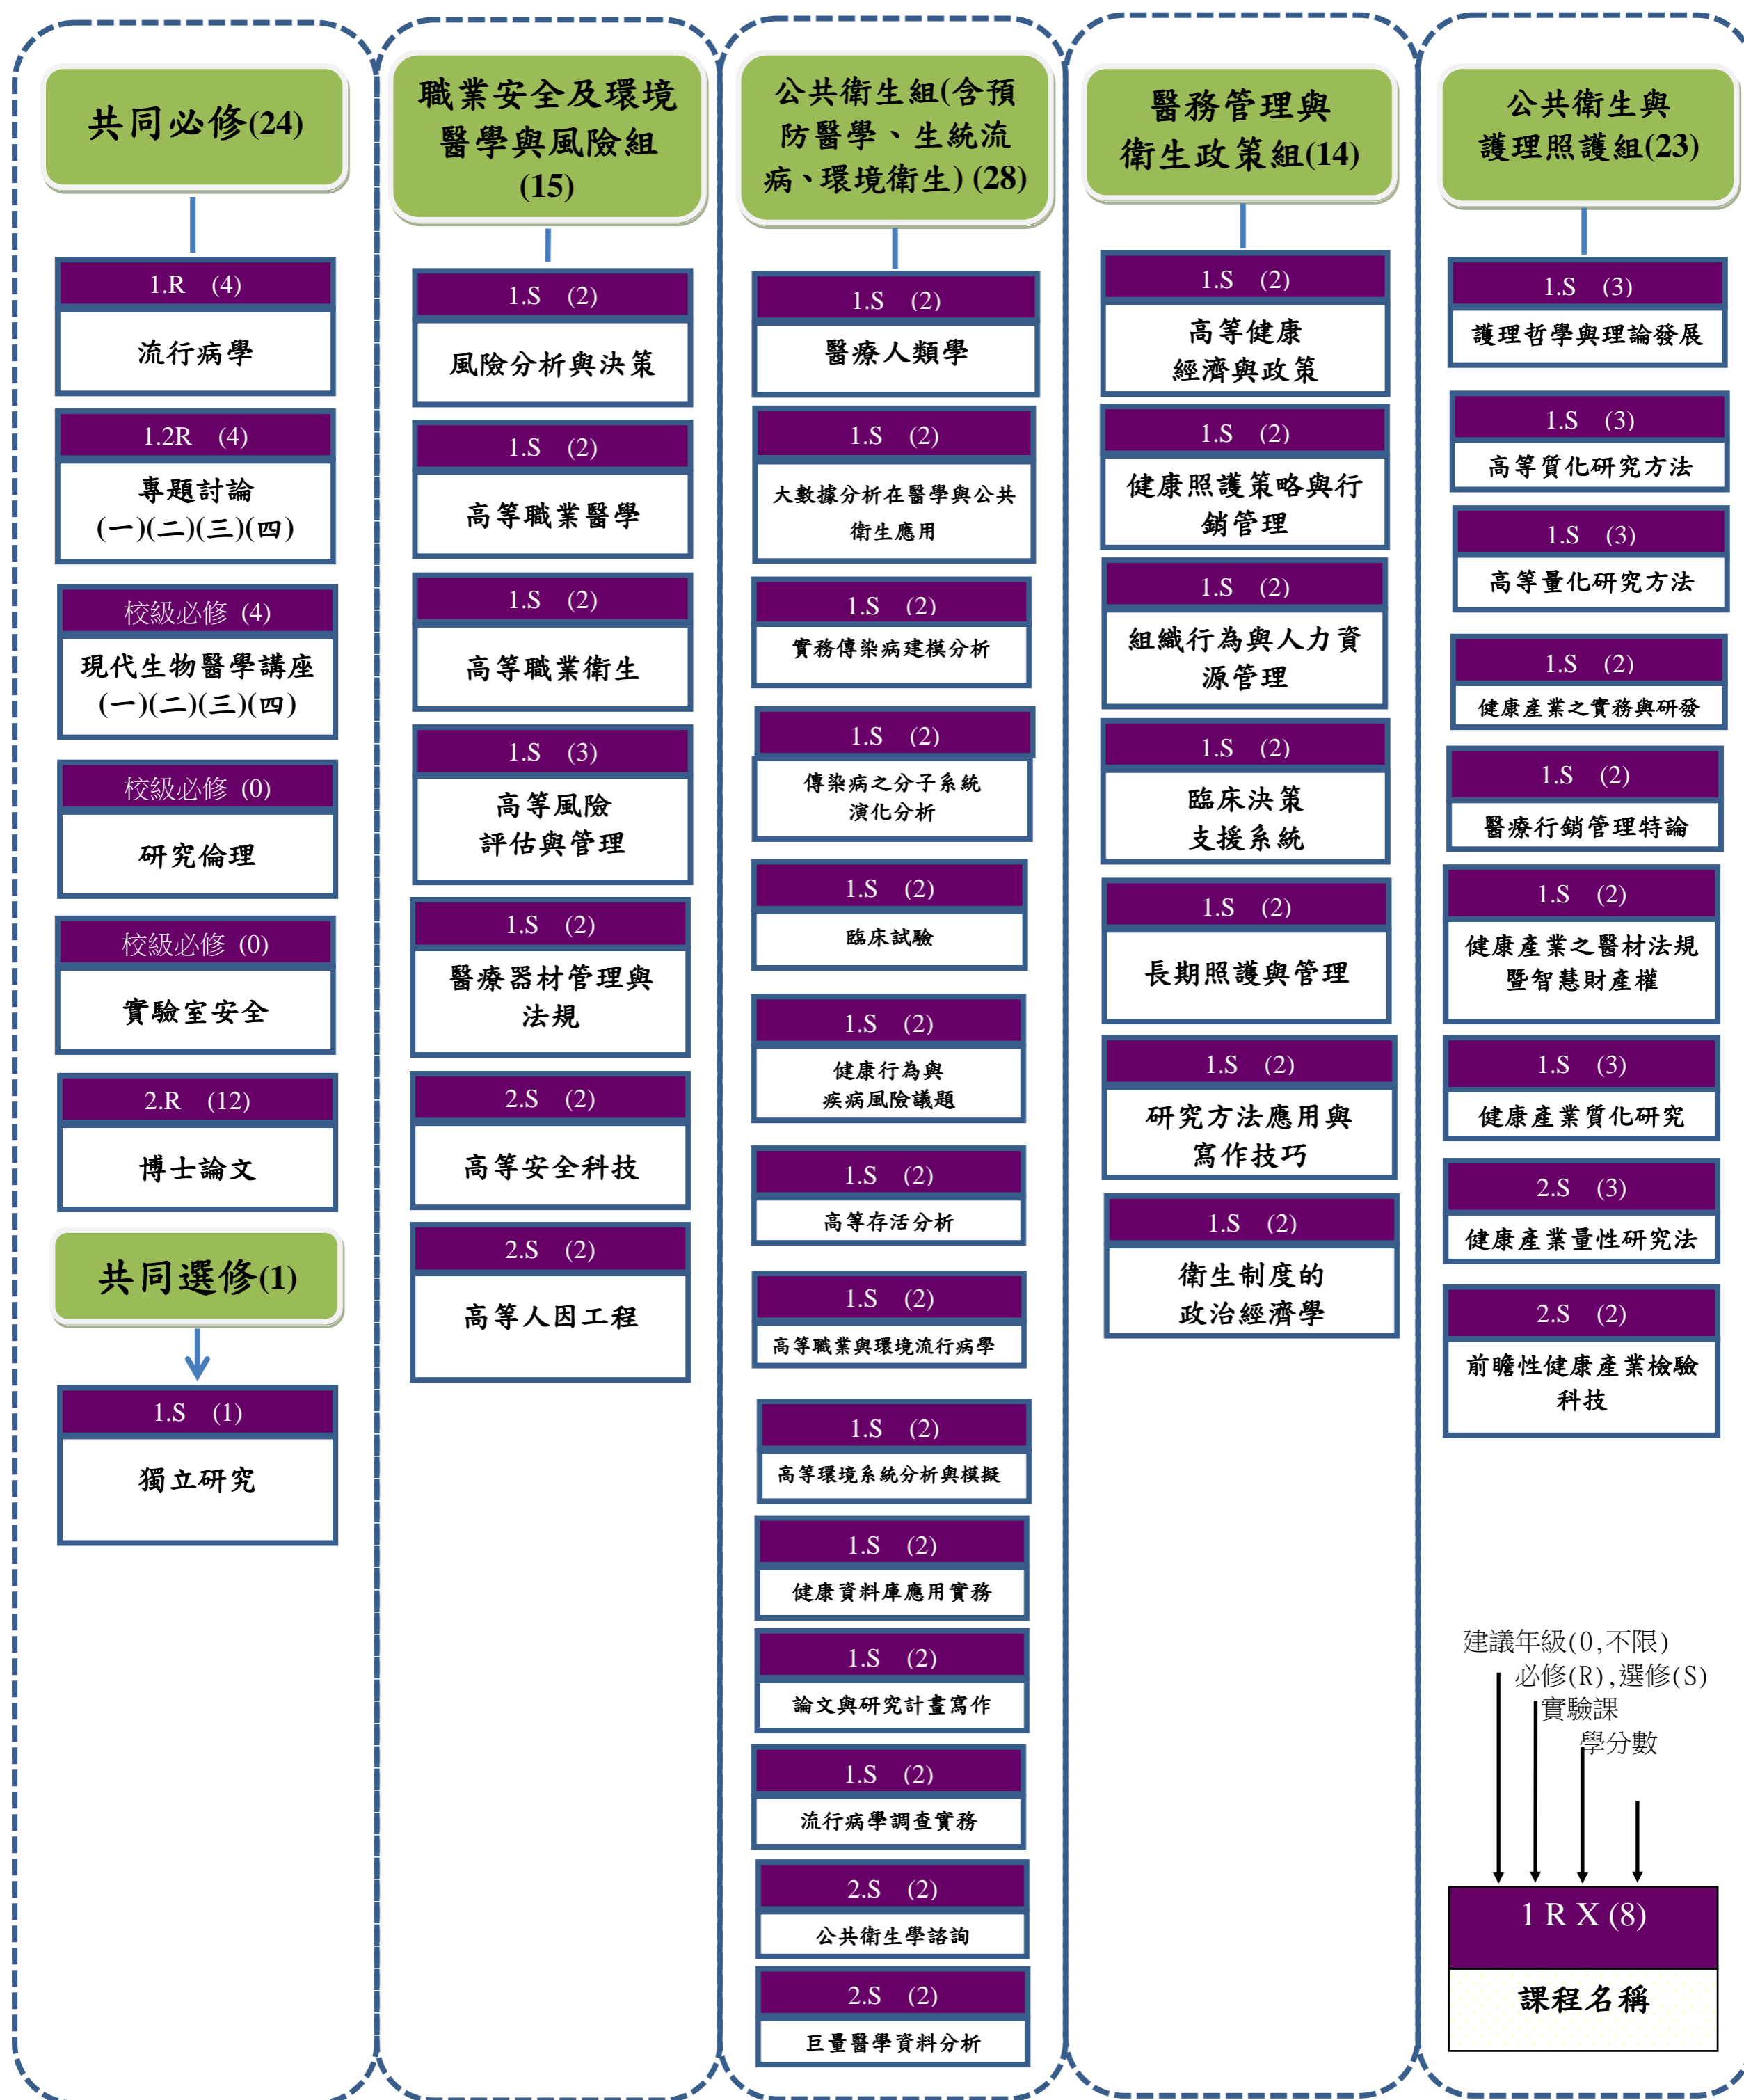 共同必修(24)
1.R (4)
流行病學
1.2R (4)
專題討論
(一)(二)(三)(四)
校級必修 (4)
現代生物醫學講座
(一)(二)(三)(四)
校級必修 (0)
研究倫理
校級必修 (0)
實驗室安全
2.R (12)
博士論文
共同選修(1)
1.S (1)
獨立研究
職業安全及環境
醫學與風險組
(15)
1.S (2)
風險分析與決策
1.S (2)
高等職業醫學
1.S (2)
高等職業衛生
1.S (3)
高等風險
評估與管理
1.S (2)
醫療器材管理與
法規
2.S (2)
高等安全科技
2.S (2)
高等人因工程
公共衛生組(含預
防醫學、生統流
病、環境衛生) (28)
1.S (2)
醫療人類學
1.S (2)
大數據分析在醫學與公共
衛生應用
1.S (2)
實務傳染病建模分析
1.S (2)
傳染病之分子系統
演化分析
1.S (2)
臨床試驗
1.S (2)
健康行為與
疾病風險議題
1.S (2)
高等存活分析
1.S (2)
高等職業與環境流行病學
1.S (2)
高等環境系統分析與模擬
1.S (2)
健康資料庫應用實務
1.S (2)
論文與研究計畫寫作
1.S (2)
流行病學調查實務
2.S (2)
公共衛生學諮詢
2.S (2)
巨量醫學資料分析
醫務管理與
衛生政策組(14)
1.S (2)
高等健康
經濟與政策
1.S (2)
健康照護策略與行
銷管理
1.S (2)
組織行為與人力資
源管理
1.S (2)
臨床決策
支援系統
1.S (2)
長期照護與管理
1.S (2)
研究方法應用與
寫作技巧
1.S (2)
衛生制度的
政治經濟學
公共衛生與
護理照護組(23)
1.S (3)
護理哲學與理論發展
1.S (3)
高等質化研究方法
1.S (3)
高等量化研究方法
1.S (2)
健康產業之實務與研發
1.S (2)
醫療行銷管理特論
1.S (2)
健康產業之醫材法規
暨智慧財產權
1.S (3)
健康產業質化研究
2.S (3)
健康產業量性研究法
2.S (2)
前瞻性健康產業檢驗
科技
建議年級(0,不限)
必修(R),選修(S)
實驗課
學分數
1 R X (8)
課程名稱